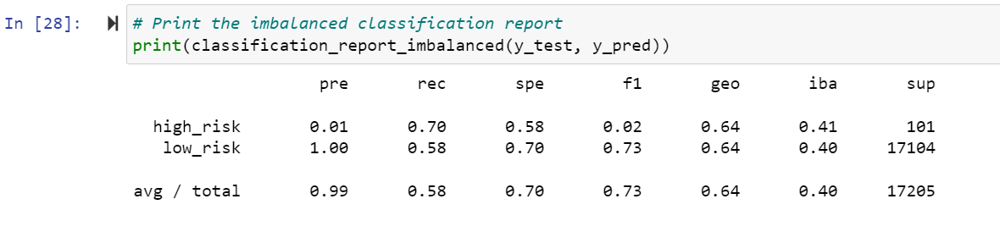 In [28]: # Print the imbalanced classification report
print(classification_report_imbalanced(y_test, y_pred))
pre rec spe f1 geo iba sup
high_risk 0.01 0.70 0.58 0.02 0.64 0.41 101
low_risk 1.00 0.58 0.70 0.73 0.64 0.40 17104
avg / total 0.99 0.58 0.70 0.73 0.64 0.40 17205